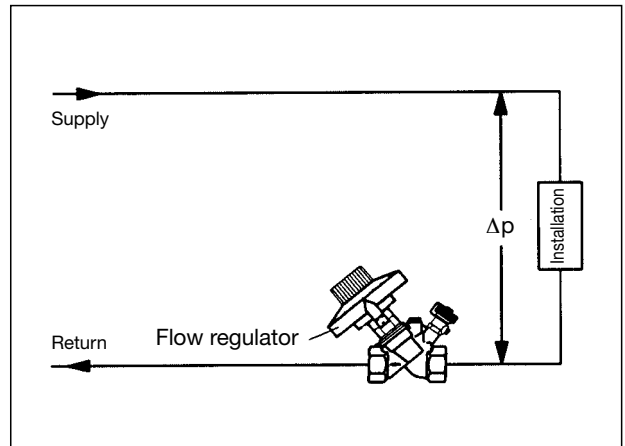 Supply
Δp
Installation
Flow regulator
Return